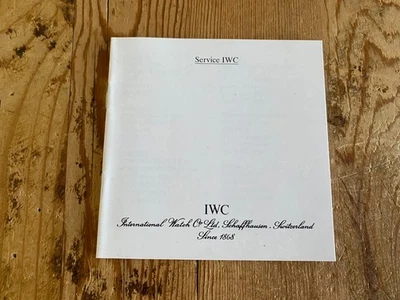 Service IWC
IWC
International Watch Co Ltd. Schaffhausen . Switzerland
Since 1868